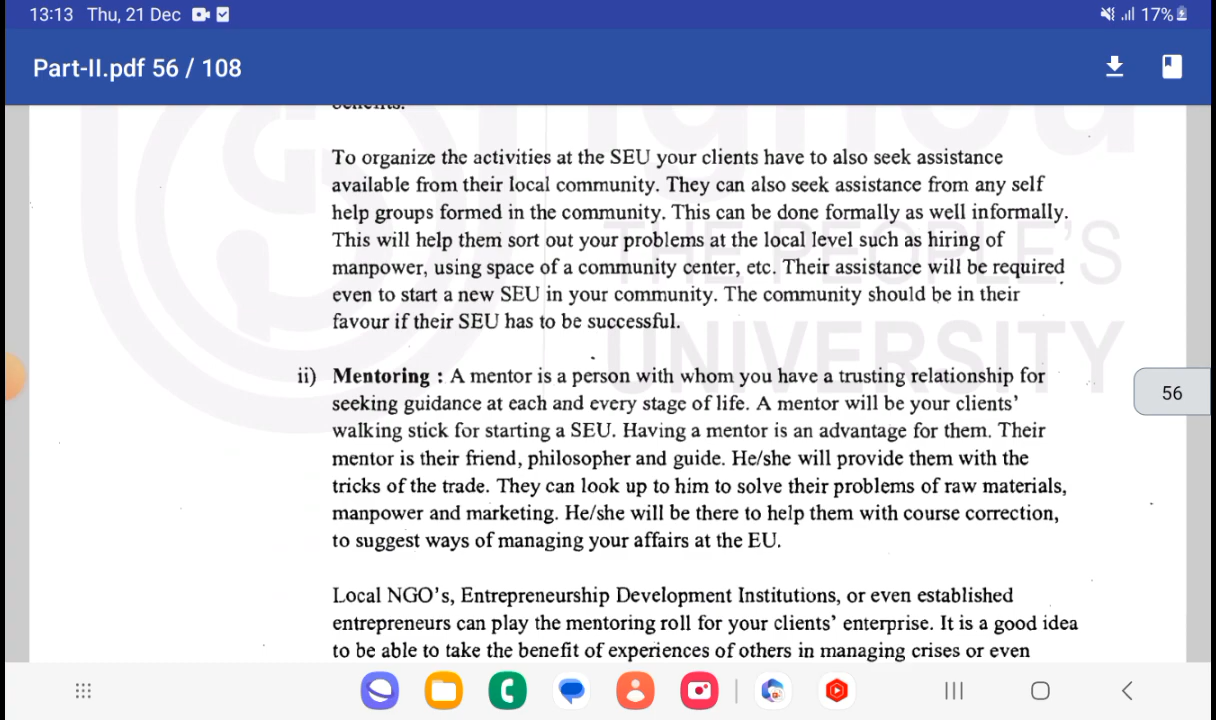 13:13 Thu, 21 Dec
17%
Part-II.pdf 56 / 108
benefits.
To organize the activities at the SEU your clients have to also seek assistance
available from their local community. They can also seek assistance from any self
help groups formed in the community. This can be done formally as well informally.
This will help them sort out your problems at the local level such as hiring of
manpower, using space of a community center, etc. Their assistance will be required
even to start a new SEU in your community. The community should be in their
favour if their SEU has to be successful.
ignou
THE PEOPLE'S
UNIVERSITY
ii) Mentoring : A mentor is a person with whom you have a trusting relationship for
seeking guidance at each and every stage of life. A mentor will be your clients'
walking stick for starting a SEU. Having a mentor is an advantage for them. Their
mentor is their friend, philosopher and guide. He/she will provide them with the
tricks of the trade. They can look up to him to solve their problems of raw materials,
manpower and marketing. He/she will be there to help them with course correction,
to suggest ways of managing your affairs at the EU.
56
Local NGO's, Entrepreneurship Development Institutions, or even established
entrepreneurs can play the mentoring roll for your clients' enterprise. It is a good idea
to be able to take the benefit of experiences of others in managing crises or even